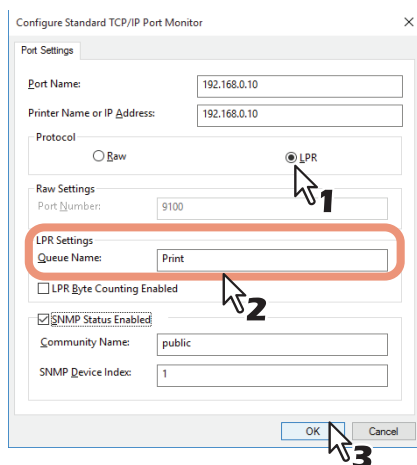 Configure Standard TCP/IP Port Monitor
Port Settings
Port Name: 192.168.0.10
Printer Name or IP Address: 192.168.0.10
Protocol
Raw LPR
1
Raw Settings
Port Number: 9100
LPR Settings
Queue Name: Print
LPR Byte Counting Enabled
2
SNMP Status Enabled
Community Name: public
SNMP Device Index: 1
OK Cancel
3